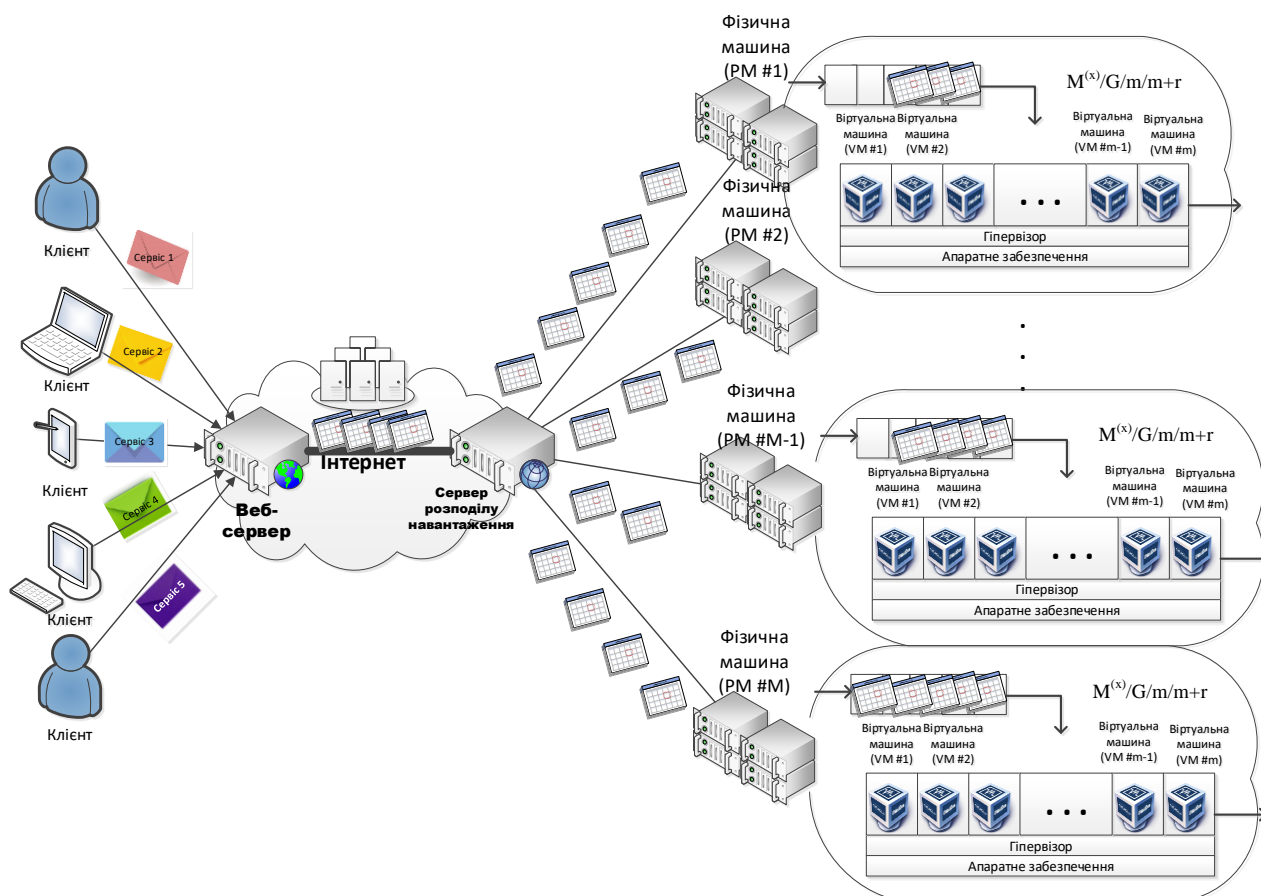 Клієнт
Сервіс 1
Клієнт
Сервіс 2
Клієнт
Сервіс 3
Клієнт
Сервіс 4
Клієнт
Сервіс 5
Веб-
сервер
Інтернет
Сервер
розподілу
навантаження
Фізична
машина
(PM #1)
M(x)/G/m/m+r
Віртуальна
машина
(VM #1)
Віртуальна
машина
(VM #2)
Віртуальна
машина
(VM #m-1)
Віртуальна
машина
(VM #m)
...
Гіпервізор
Апаратне забезпечення
Фізична
машина
(PM #2)
.
.
.
Фізична
машина
(PM #M-1)
M(x)/G/m/m+r
Віртуальна
машина
(VM #1)
Віртуальна
машина
(VM #2)
Віртуальна
машина
(VM #m-1)
Віртуальна
машина
(VM #m)
...
Гіпервізор
Апаратне забезпечення
Фізична
машина
(PM #M)
M(x)/G/m/m+r
Віртуальна
машина
(VM #1)
Віртуальна
машина
(VM #2)
Віртуальна
машина
(VM #m-1)
Віртуальна
машина
(VM #m)
...
Гіпервізор
Апаратне забезпечення